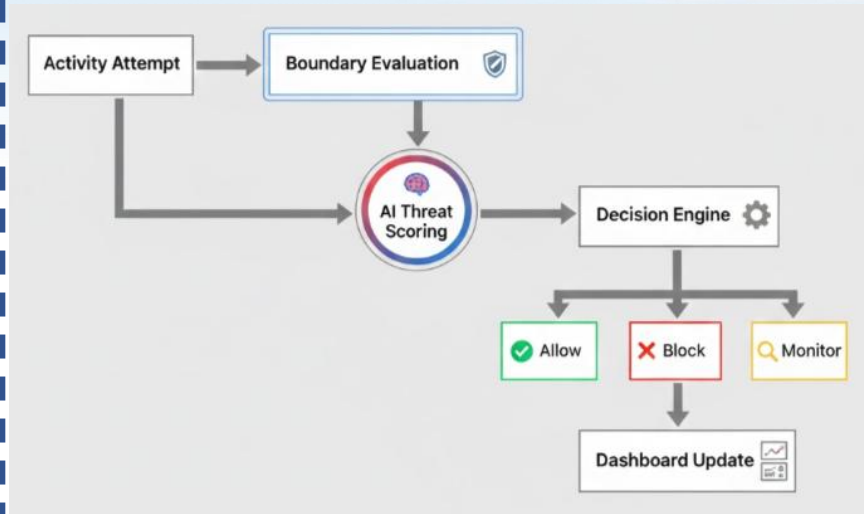 Activity Attempt
Boundary Evaluation
AI Threat
Scoring
Decision Engine
Allow
Block
Monitor
Dashboard Update